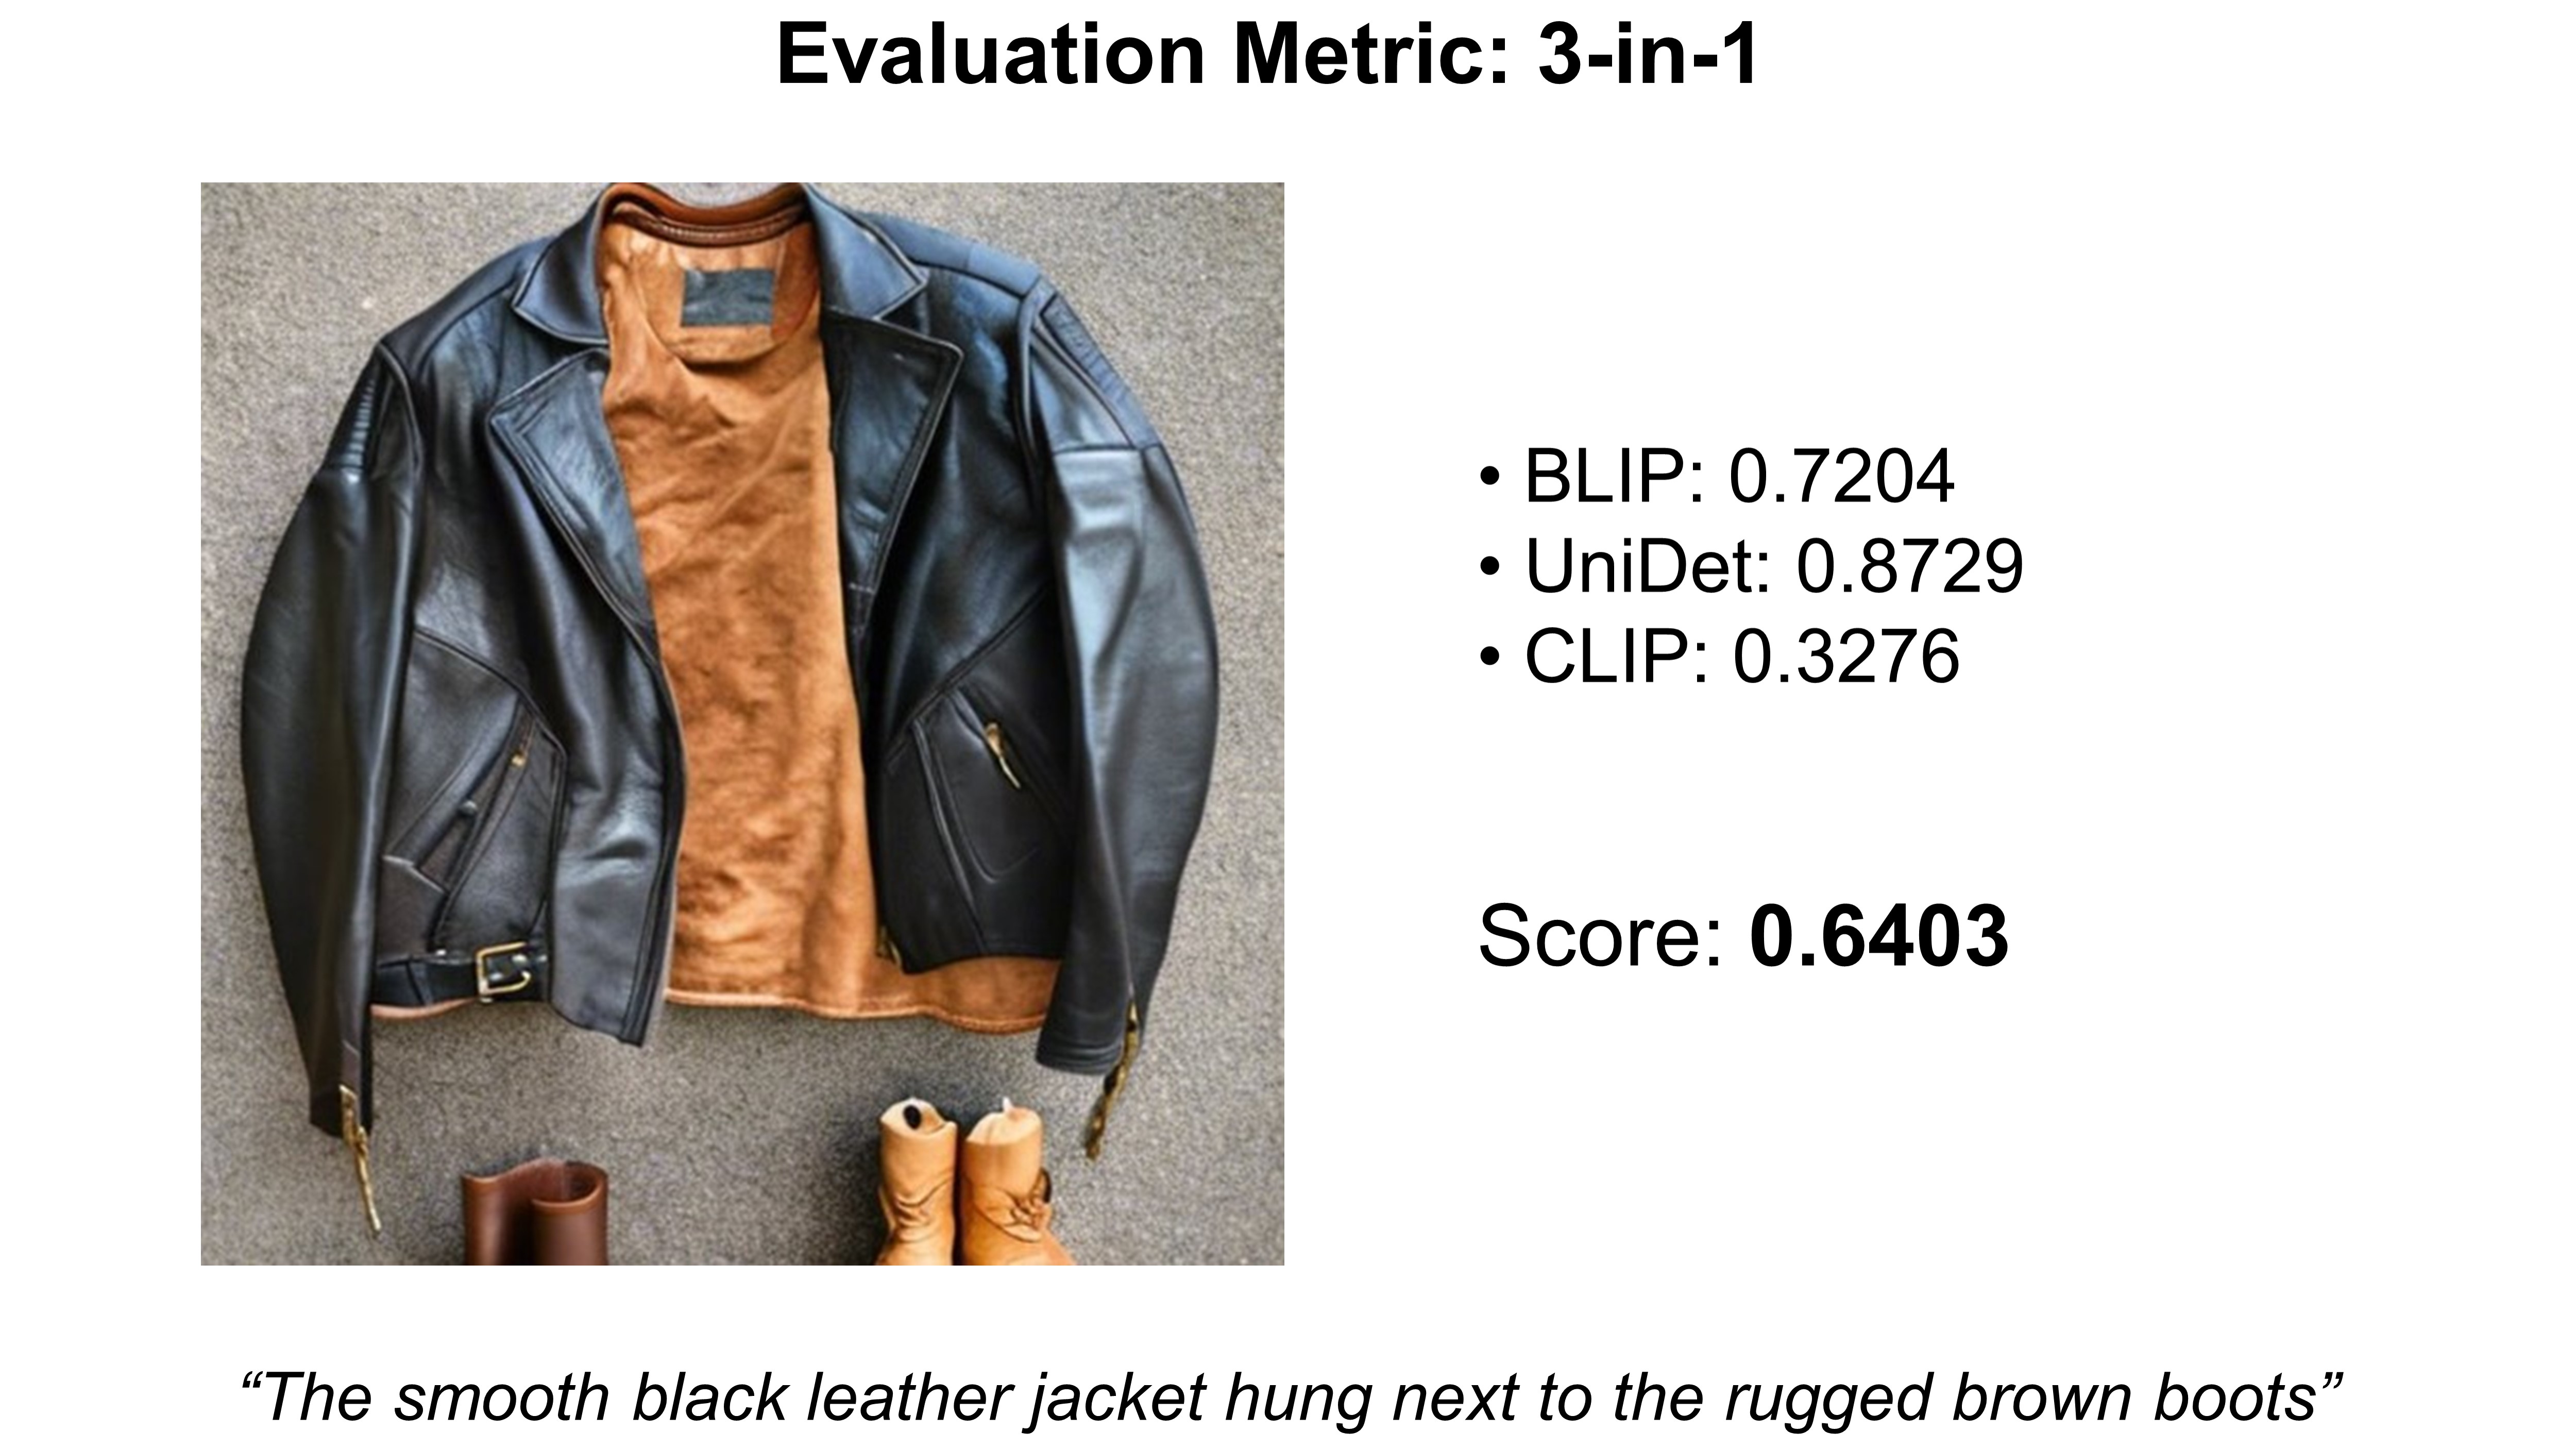 Evaluation Metric: 3-in-1
• BLIP: 0.7204
• UniDet: 0.8729
• CLIP: 0.3276
Score: 0.6403
“The smooth black leather jacket hung next to the rugged brown boots”